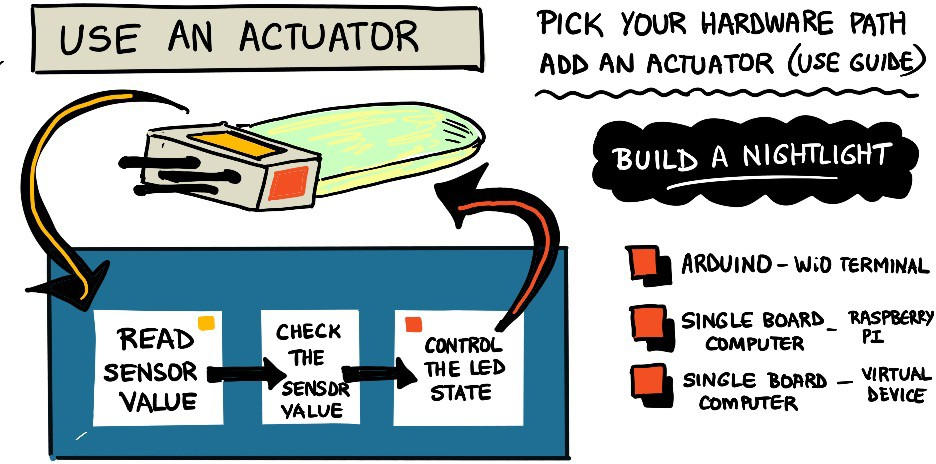 USE AN ACTUATOR
READ
SENSOR
VALUE
CHECK
THE
SENSOR
VALUE
CONTROL
THE LED
STATE
PICK YOUR HARDWARE PATH
ADD AN ACTUATOR (USE GUIDE)
BUILD A NIGHTLIGHT
ARDUINO - WiO TERMINAL
SINGLE BOARD - RASPBERRY
COMPUTER PI
SINGLE BOARD - VIRTUAL
COMPUTER DEVICE